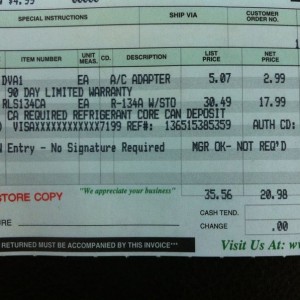 $4.99
SPECIAL INSTRUCTIONS SHIP VIA CUSTOMER ORDER NO.
ITEM NUMBER UNIT MEAS. CD. DESCRIPTION LIST PRICE NET PRICE
DVA1 EA A/C ADAPTER 5.07 2.99
90 DAY LIMITED WARRANTY
RLS134CA EA R-134A W/STO 30.49 17.99
CA REQUIRED REFRIGERANT CORE CAN DEPOSIT
VISAXXXXXXXXXXXX7199 REF#: 136515385359 AUTH CD:
Entry - No Signature Required MGR OK- NOT REQ'D
STORE COPY "We appreciate your business" 35.56 20.98
CASH TEND.
CHANGE .00
RETURNED MUST BE ACCOMPANIED BY THIS INVOICE***
Visit Us At: